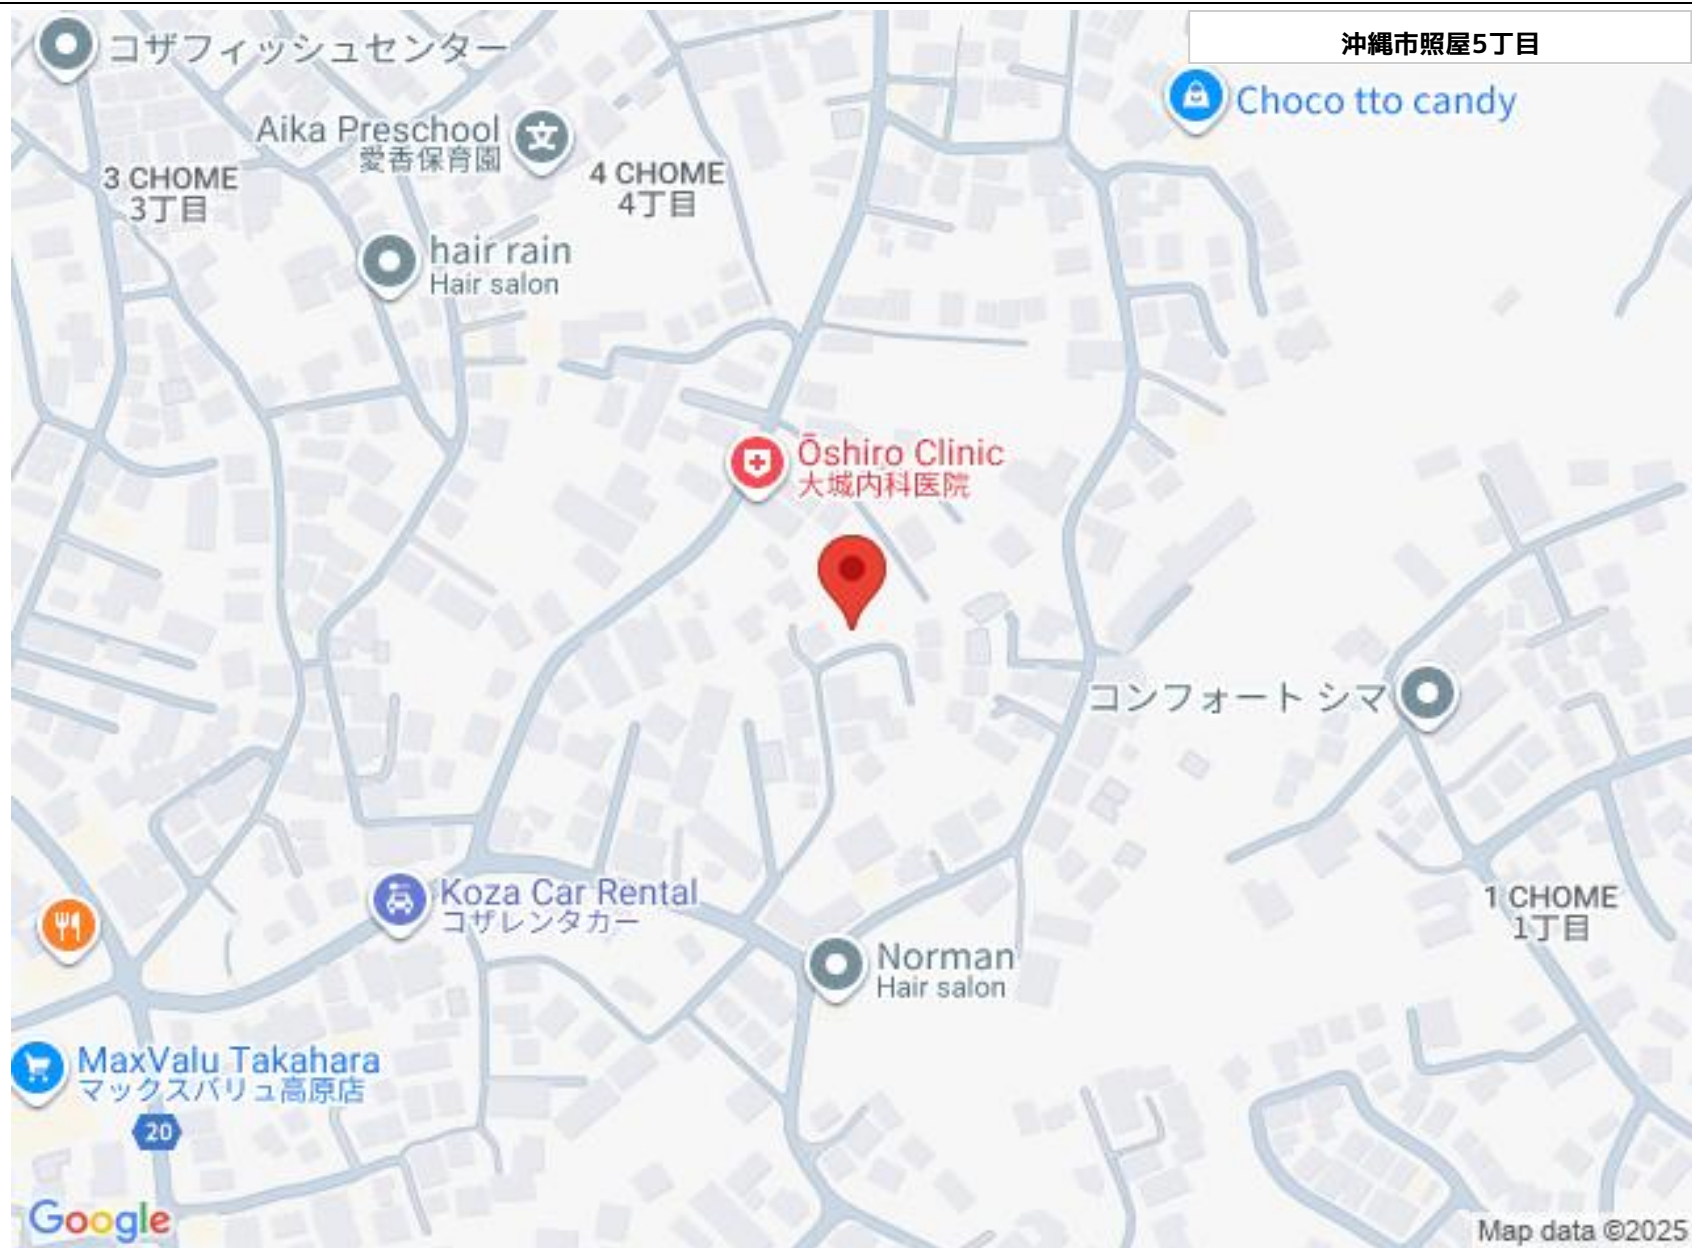 沖縄市照屋5丁目
コザフィッシュセンター
Choco tto candy
Aika Preschool
愛香保育園
3 CHOME
3丁目
4 CHOME
4丁目
hair rain
Hair salon
Ōshiro Clinic
大城内科医院
コンフォート シマ
Koza Car Rental
コザレンタカー
1 CHOME
1丁目
Norman
Hair salon
MaxValu Takahara
マックスバリュ高原店
20
Google
Map data ©2025